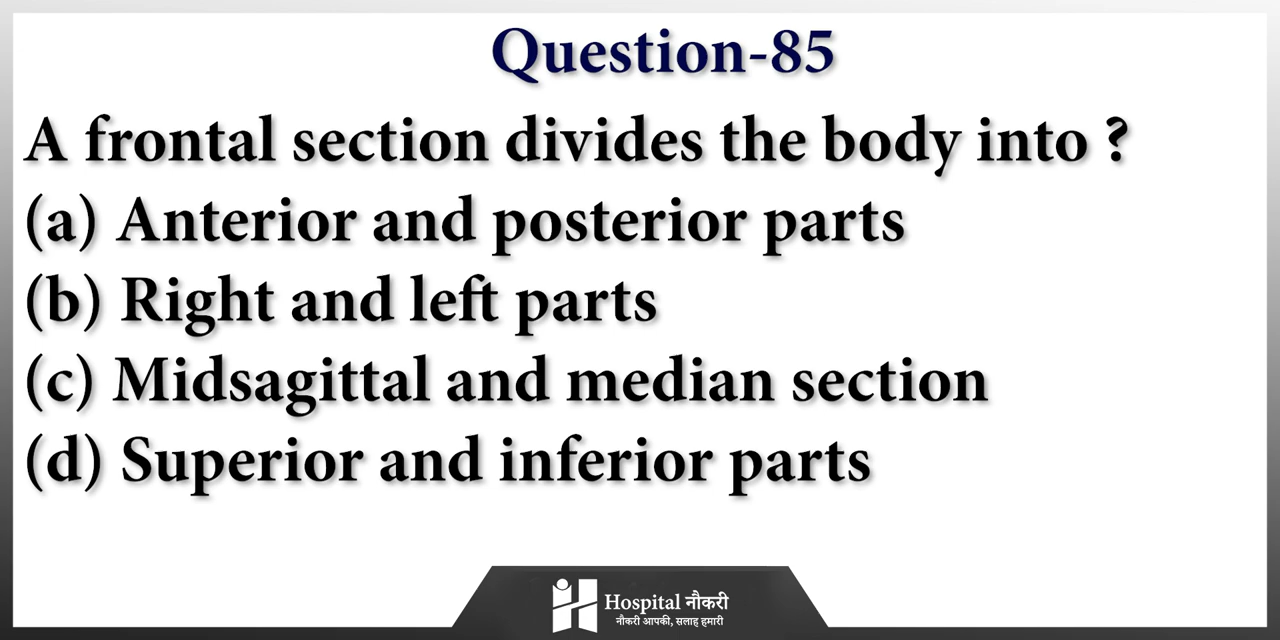 Question-85
A frontal section divides the body into ?
(a) Anterior and posterior parts
(b) Right and left parts
(c) Midsagittal and median section
(d) Superior and inferior parts
Hospital नौकरी
नौकरी आपकी, सलाह हमारी